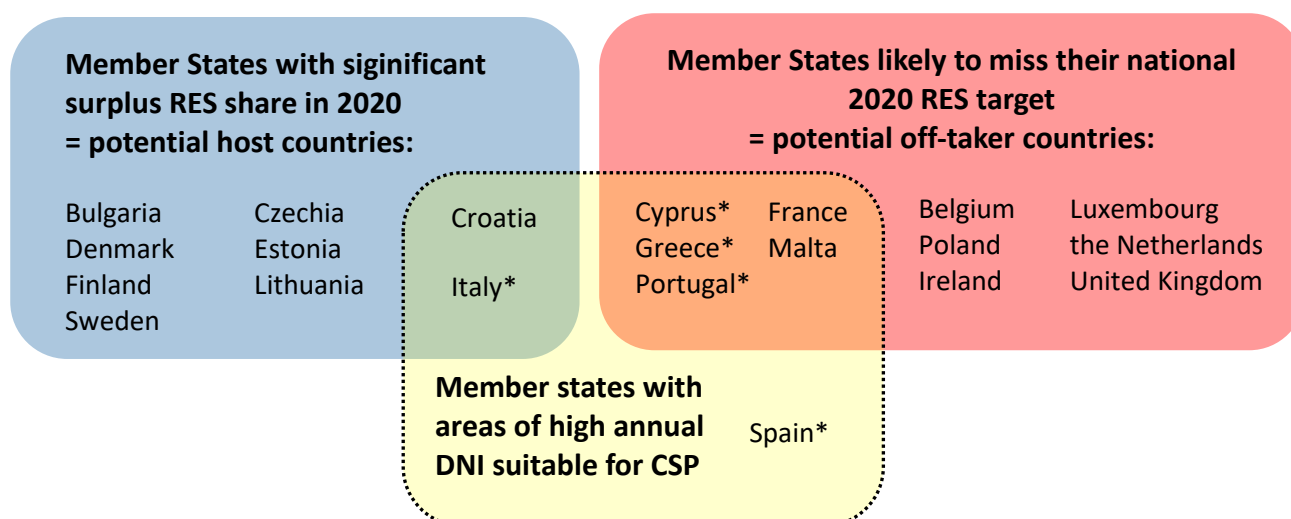 Member States with siginificant
surplus RES share in 2020
= potential host countries:
Bulgaria
Denmark
Finland
Sweden
Czechia
Estonia
Lithuania
Croatia
Italy*
Member States likely to miss their national
2020 RES target
= potential off-taker countries:
Cyprus*
Greece*
Portugal*
France
Malta
Belgium
Poland
Ireland
Luxembourg
the Netherlands
United Kingdom
Member states with
areas of high annual
DNI suitable for CSP
Spain*